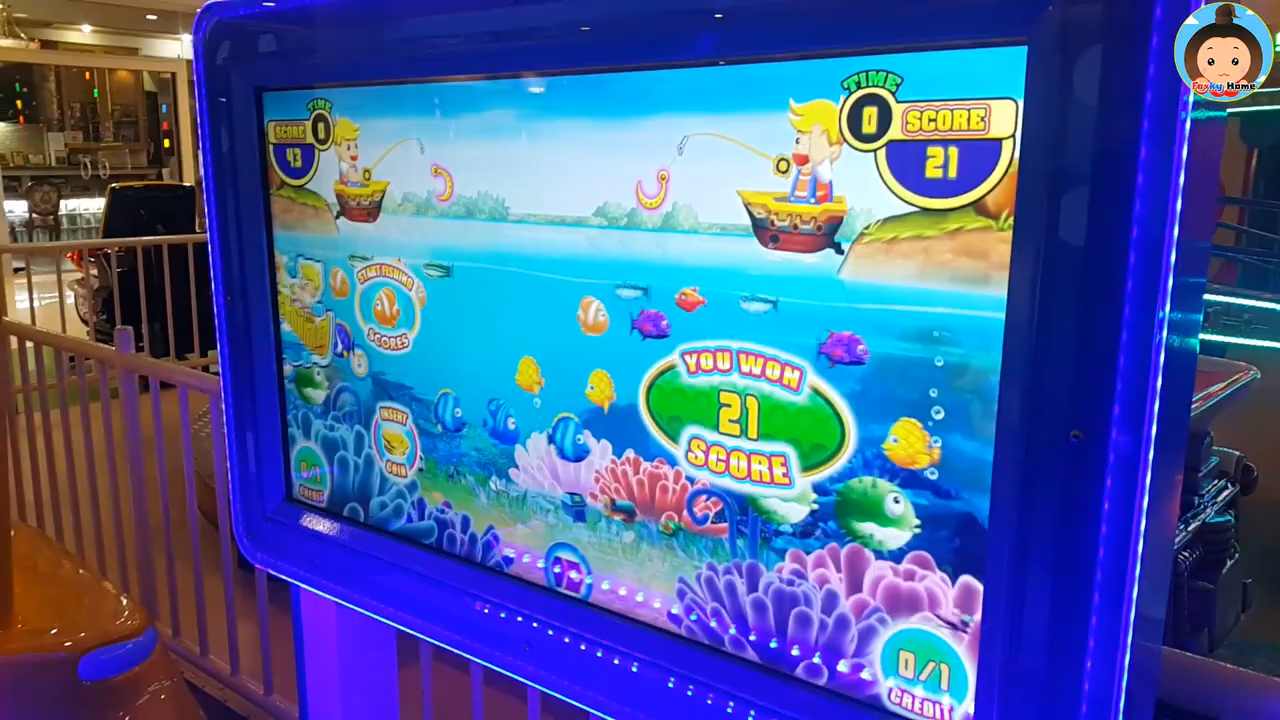 Foxky Home
TIME
0
SCORE
43
TIME
0
SCORE
21
START FISHING
SCORES
YOU WON
21
SCORE
INSERT
COIN
0/1
CREDIT
0/1
CREDIT